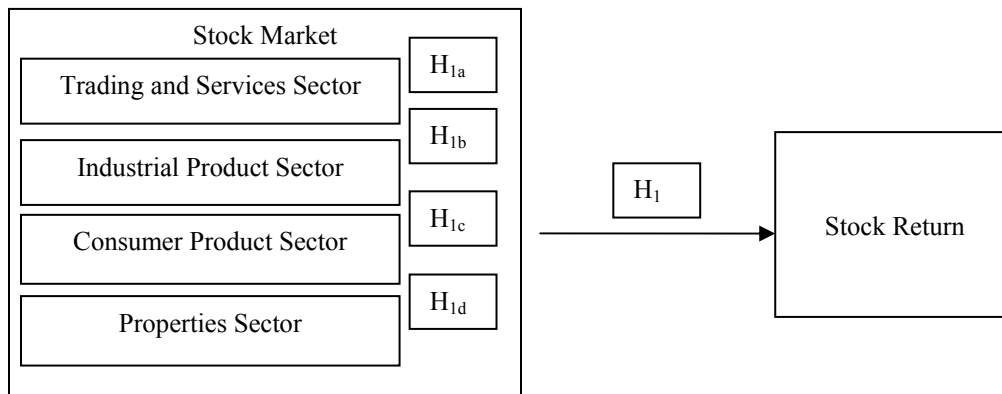 Stock Market
H1a
Trading and Services Sector
H1b
Industrial Product Sector
H1
H1c
Consumer Product Sector
Stock Return
H1d
Properties Sector